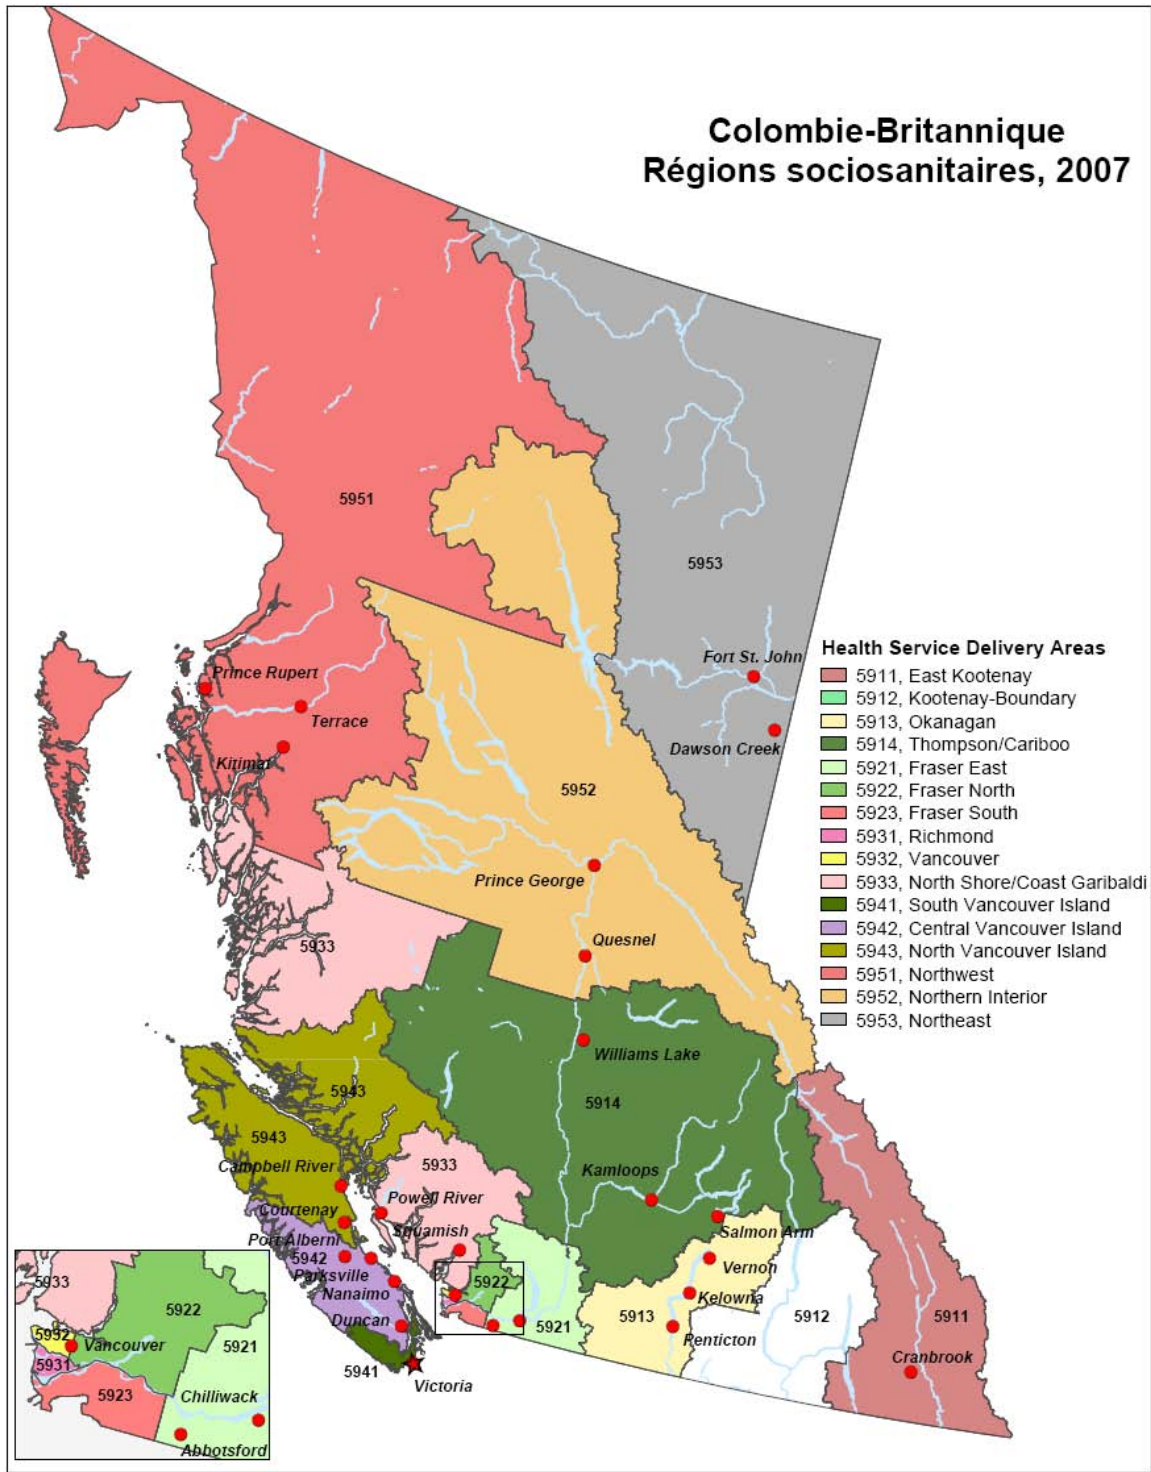 Colombie-Britannique
Régions sociosanitaires, 2007
5951
5953
Prince Rupert
Terrace
Kitimat
Fort St. John
Dawson Creek
5952
Prince George
Quesnel
5933
Williams Lake
5914
5943
5943
Campbell River
5933
Kamloops
Powell River
Courtenay
Squamish
Salmon Arm
Port Alberni
5942
Parksville
Nanaimo
Vernon
5922
Kelowna
Duncan
5921
5913
Penticton
5912
5911
Cranbrook
5941
Victoria
Health Service Delivery Areas
5911, East Kootenay
5912, Kootenay-Boundary
5913, Okanagan
5914, Thompson/Cariboo
5921, Fraser East
5922, Fraser North
5923, Fraser South
5931, Richmond
5932, Vancouver
5933, North Shore/Coast Garibaldi
5941, South Vancouver Island
5942, Central Vancouver Island
5943, North Vancouver Island
5951, Northwest
5952, Northern Interior
5953, Northeast
5933
5922
5932
Vancouver
5921
5931
5923
Chilliwack
Abbotsford